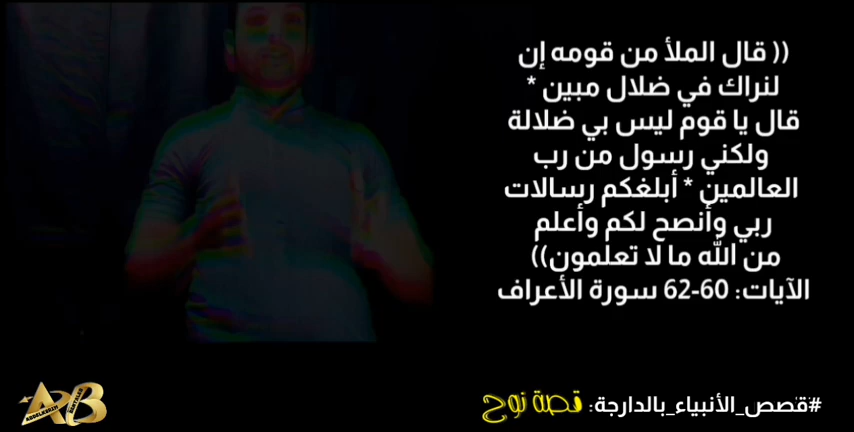 (( قال الملأ من قومه إن
لنراك في ضلال مبين *
قال يا قوم ليس بي ضلالة
ولكني رسول من رب
العالمين * أبلغكم رسالات
ربي وأنصح لكم وأعلم
من الله ما لا تعلمون))
الآيات: 60-62 سورة الأعراف
#قصص_الأنبياء_بالدارجة: قصة نوح
ARB